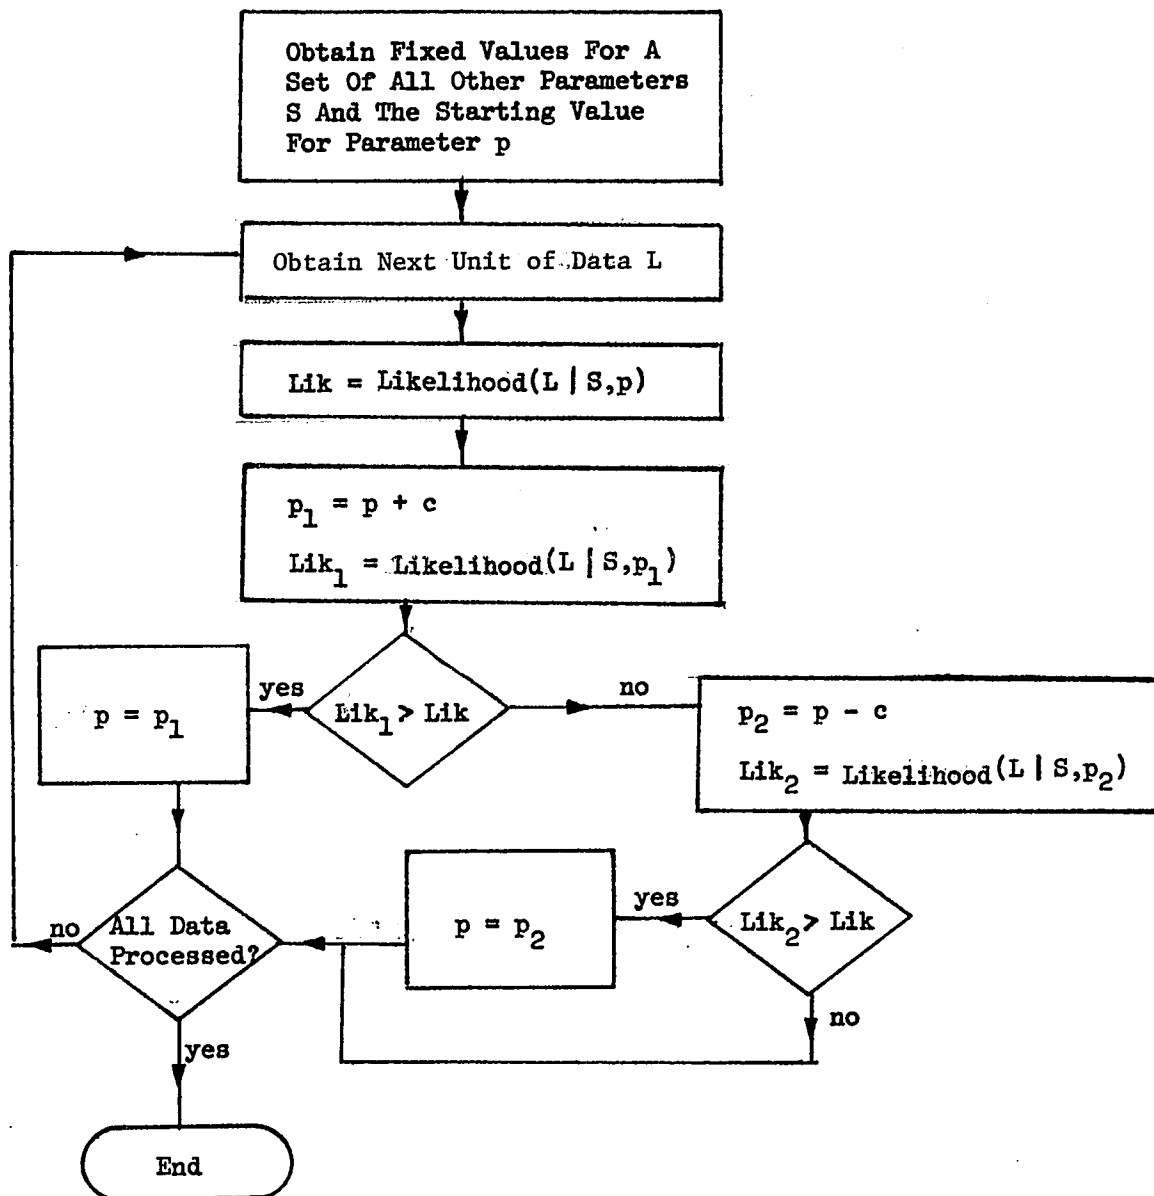 Obtain Fixed Values For A
Set Of All Other Parameters
S And The Starting Value
For Parameter p
Obtain Next Unit of Data L
Lik = Likelihood(L | S,p)
p₁ = p + c
Lik₁ = Likelihood(L | S,p₁)
yes
Lik₁ > Lik
no
p = p₁
p₂ = p - c
Lik₂ = Likelihood(L | S,p₂)
yes
Lik₂ > Lik
p = p₂
no
no
All Data
Processed?
yes
End